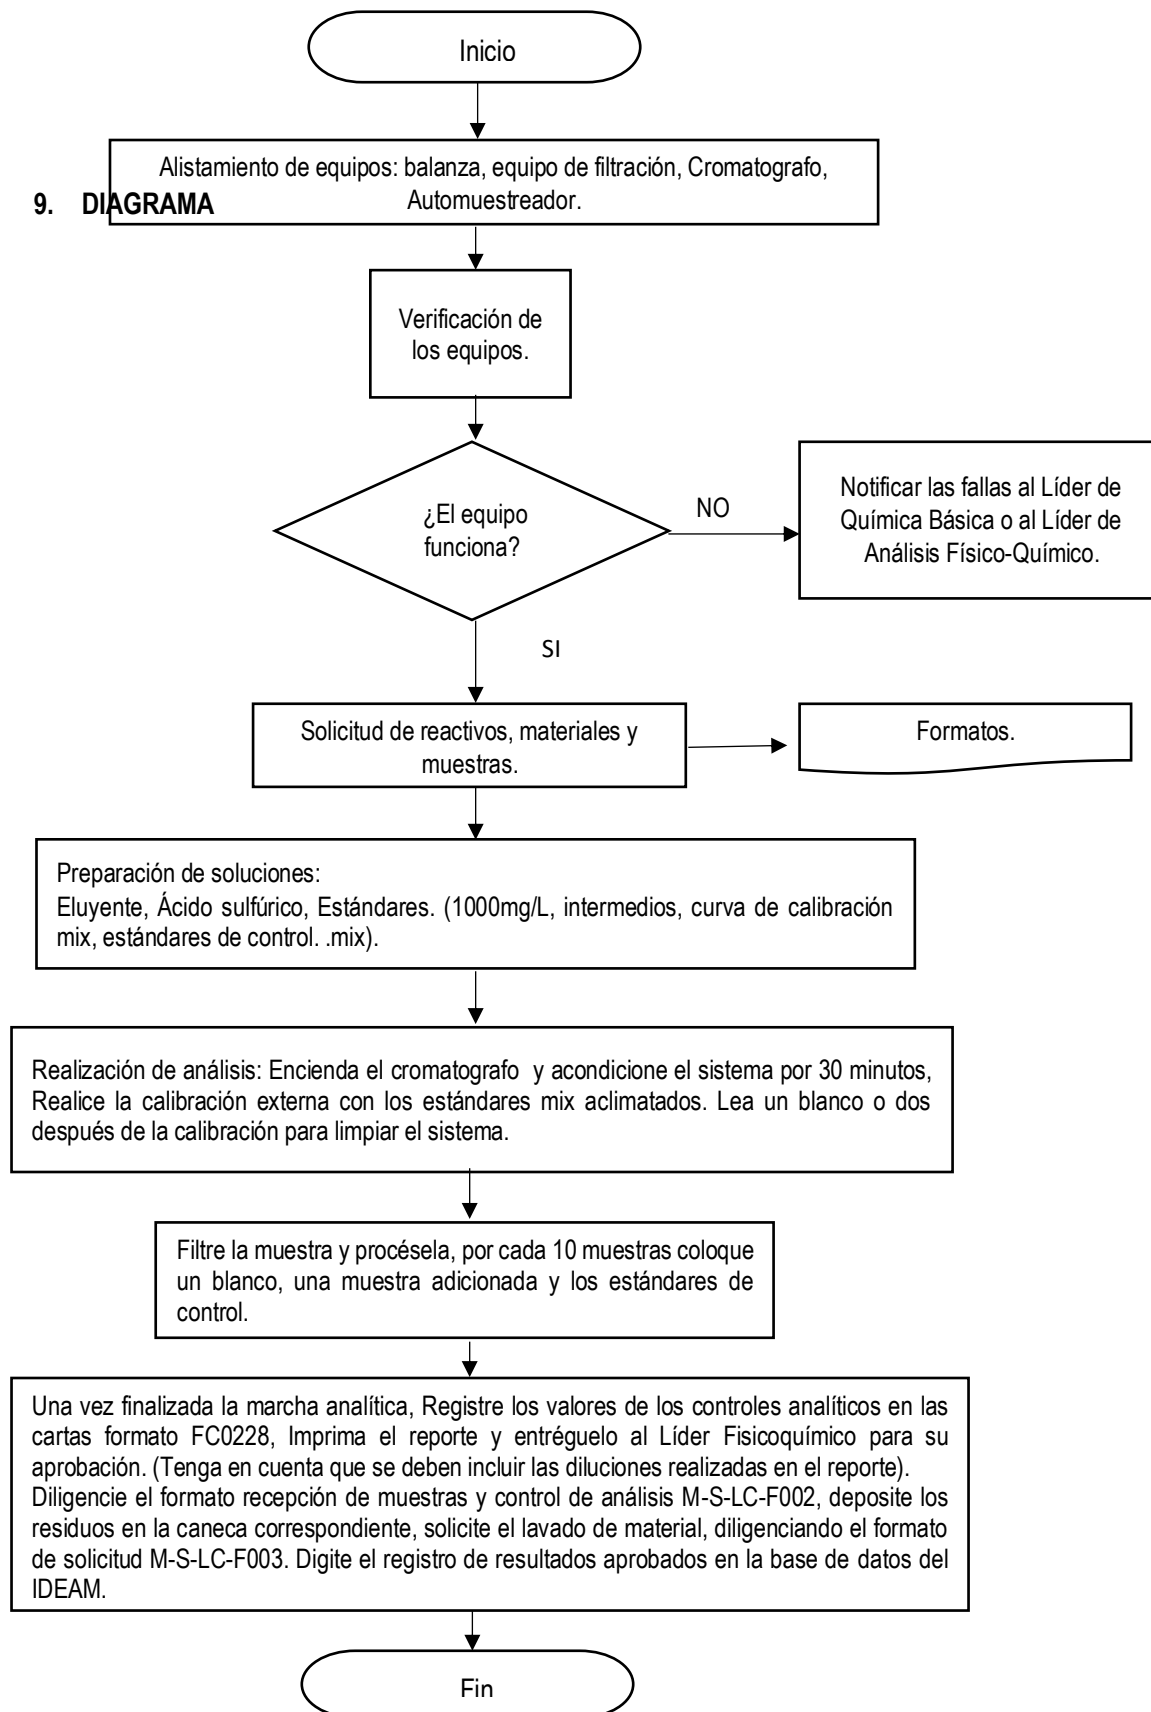 Inicio
Alistamiento de equipos: balanza, equipo de filtración, Cromatografo,
Automuestreador.
9. DIAGRAMA
Verificación de
los equipos.
¿El equipo
funciona?
NO
Notificar las fallas al Líder de
Química Básica o al Líder de
Análisis Físico-Químico.
SI
Solicitud de reactivos, materiales y
muestras.
Formatos.
Preparación de soluciones:
Eluyente, Ácido sulfúrico, Estándares. (1000mg/L, intermedios, curva de calibración
mix, estándares de control. .mix).
Realización de análisis: Encienda el cromatografo y acondicione el sistema por 30 minutos,
Realice la calibración externa con los estándares mix aclimatados. Lea un blanco o dos
después de la calibración para limpiar el sistema.
Filtre la muestra y procésela, por cada 10 muestras coloque
un blanco, una muestra adicionada y los estándares de
control.
Una vez finalizada la marcha analítica, Registre los valores de los controles analíticos en las
cartas formato FC0228, Imprima el reporte y entréguelo al Líder Fisicoquímico para su
aprobación. (Tenga en cuenta que se deben incluir las diluciones realizadas en el reporte).
Diligencie el formato recepción de muestras y control de análisis M-S-LC-F002, deposite los
residuos en la caneca correspondiente, solicite el lavado de material, diligenciando el formato
de solicitud M-S-LC-F003. Digite el registro de resultados aprobados en la base de datos del
IDEAM.
Fin